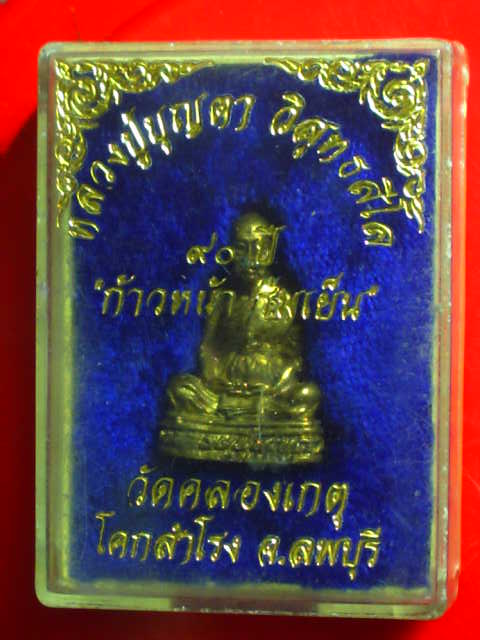 หลวงปู่บุญตา วิสุทธสีโล
๙๐ ปี
"ก้าวหน้า ร่มเย็น"
วัดคลองเกตุ
โคกสำโรง จ.ลพบุรี